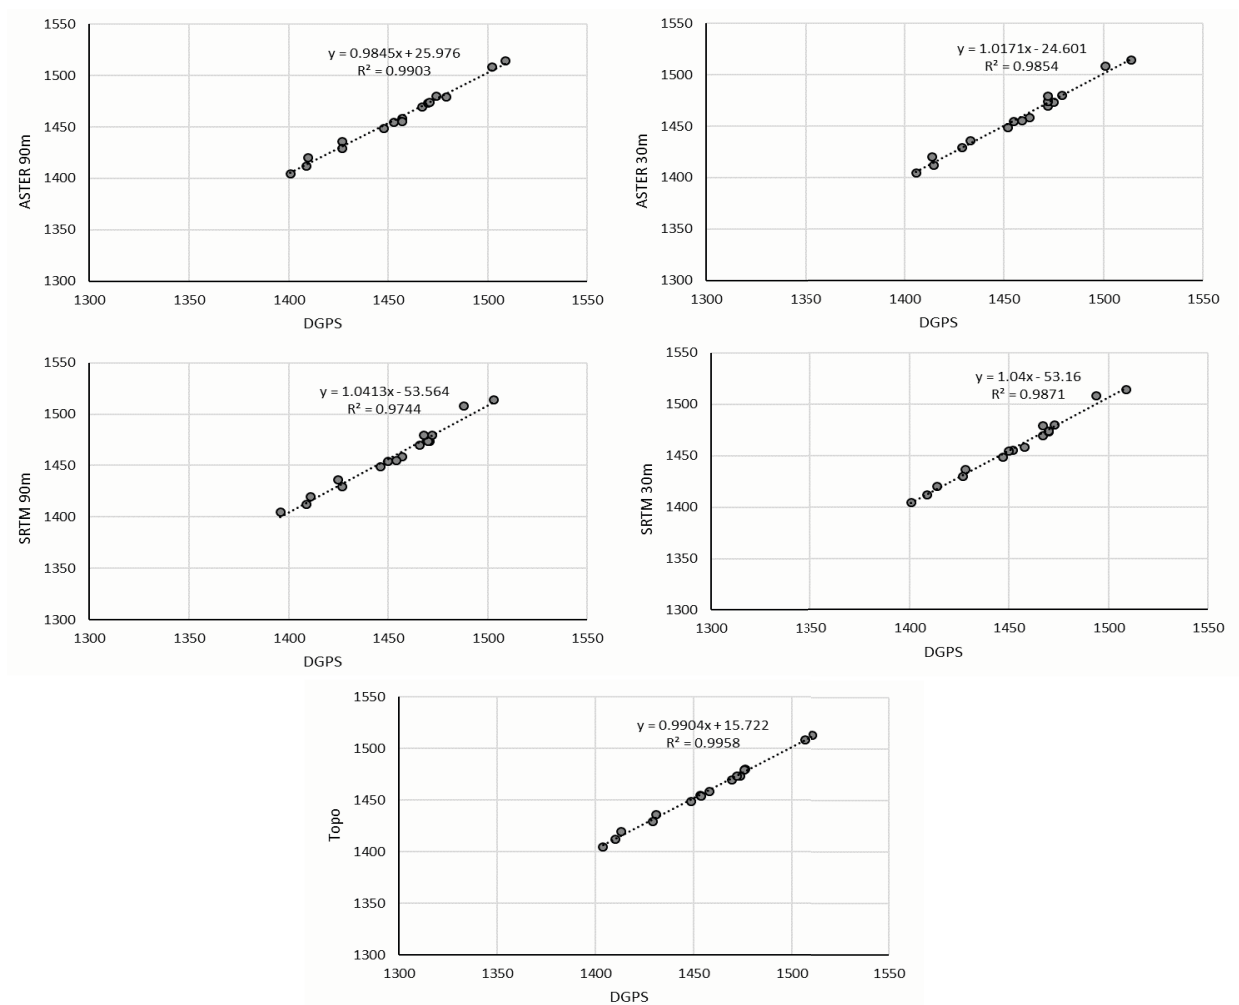 1550
1500
1450
1400
1350
1300
ASTER 90m
y = 0.9845x + 25.976
R² = 0.9903
1300 1350 1400 1450 1500 1550
DGPS
1550
1500
1450
1400
1350
1300
ASTER 30m
y = 1.0171x - 24.601
R² = 0.9854
1300 1350 1400 1450 1500 1550
DGPS
1550
1500
1450
1400
1350
1300
SRTM 90m
y = 1.0413x - 53.564
R² = 0.9744
1300 1350 1400 1450 1500 1550
DGPS
1550
1500
1450
1400
1350
1300
SRTM 30m
y = 1.04x - 53.16
R² = 0.9871
1300 1350 1400 1450 1500 1550
DGPS
1550
1500
1450
1400
1350
1300
Topo
y = 0.9904x + 15.722
R² = 0.9958
1300 1350 1400 1450 1500 1550
DGPS